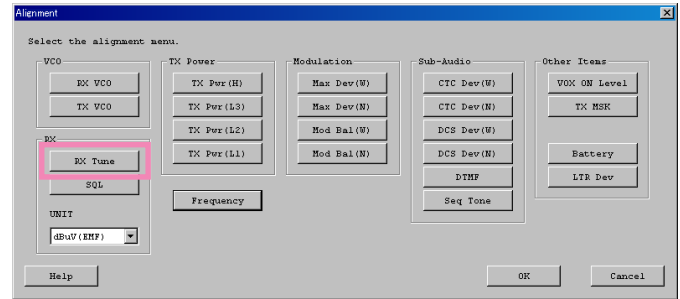 Alignment
Select the alignment menu.
VCO
RX VCO
TX VCO
RX
RX Tune
SQL
UNIT
dBuV(EMF)
TX Power
TX Pwr(H)
TX Pwr(L3)
TX Pwr(L2)
TX Pwr(L1)
Frequency
Modulation
Max Dev(W)
Max Dev(N)
Mod Bal(W)
Mod Bal(N)
Sub-Audio
CTC Dev(W)
CTC Dev(N)
DCS Dev(W)
DCS Dev(N)
DTMF
Seq Tone
Other Items
VOX ON Level
TX MSK
Battery
LTR Dev
Help
OK
Cancel